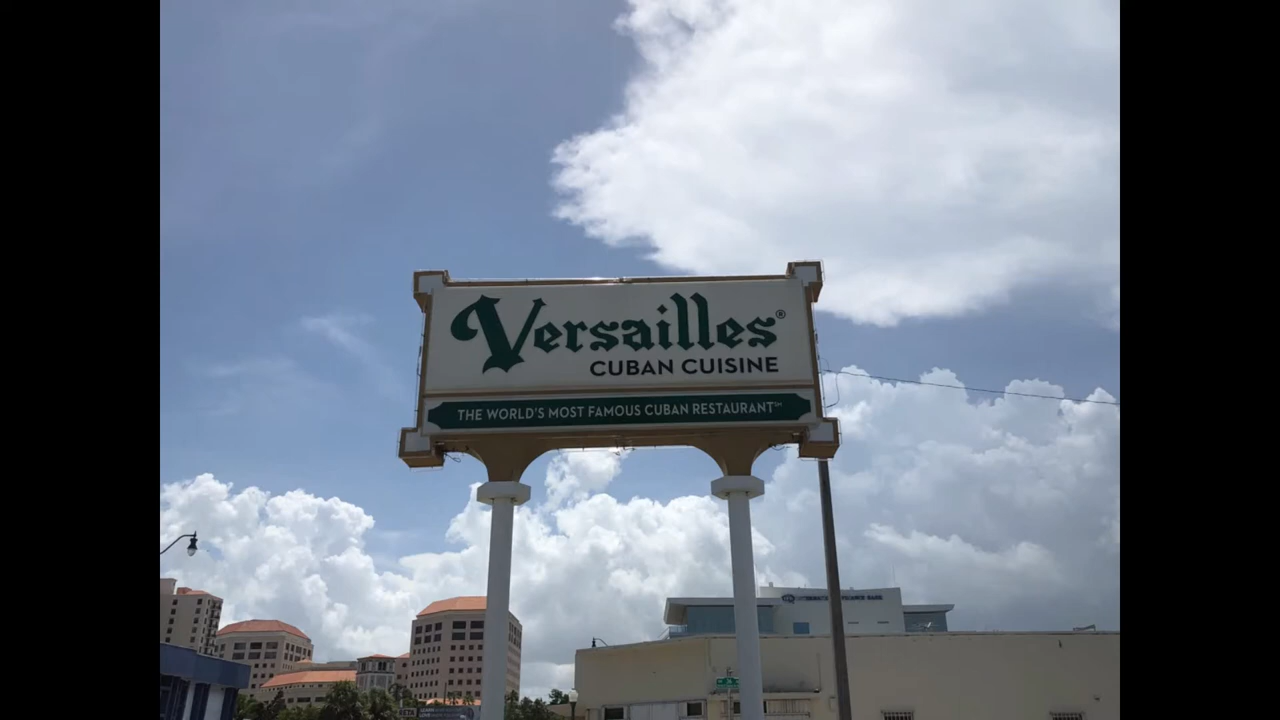 Versailles®
CUBAN CUISINE
THE WORLD'S MOST FAMOUS CUBAN RESTAURANT℠